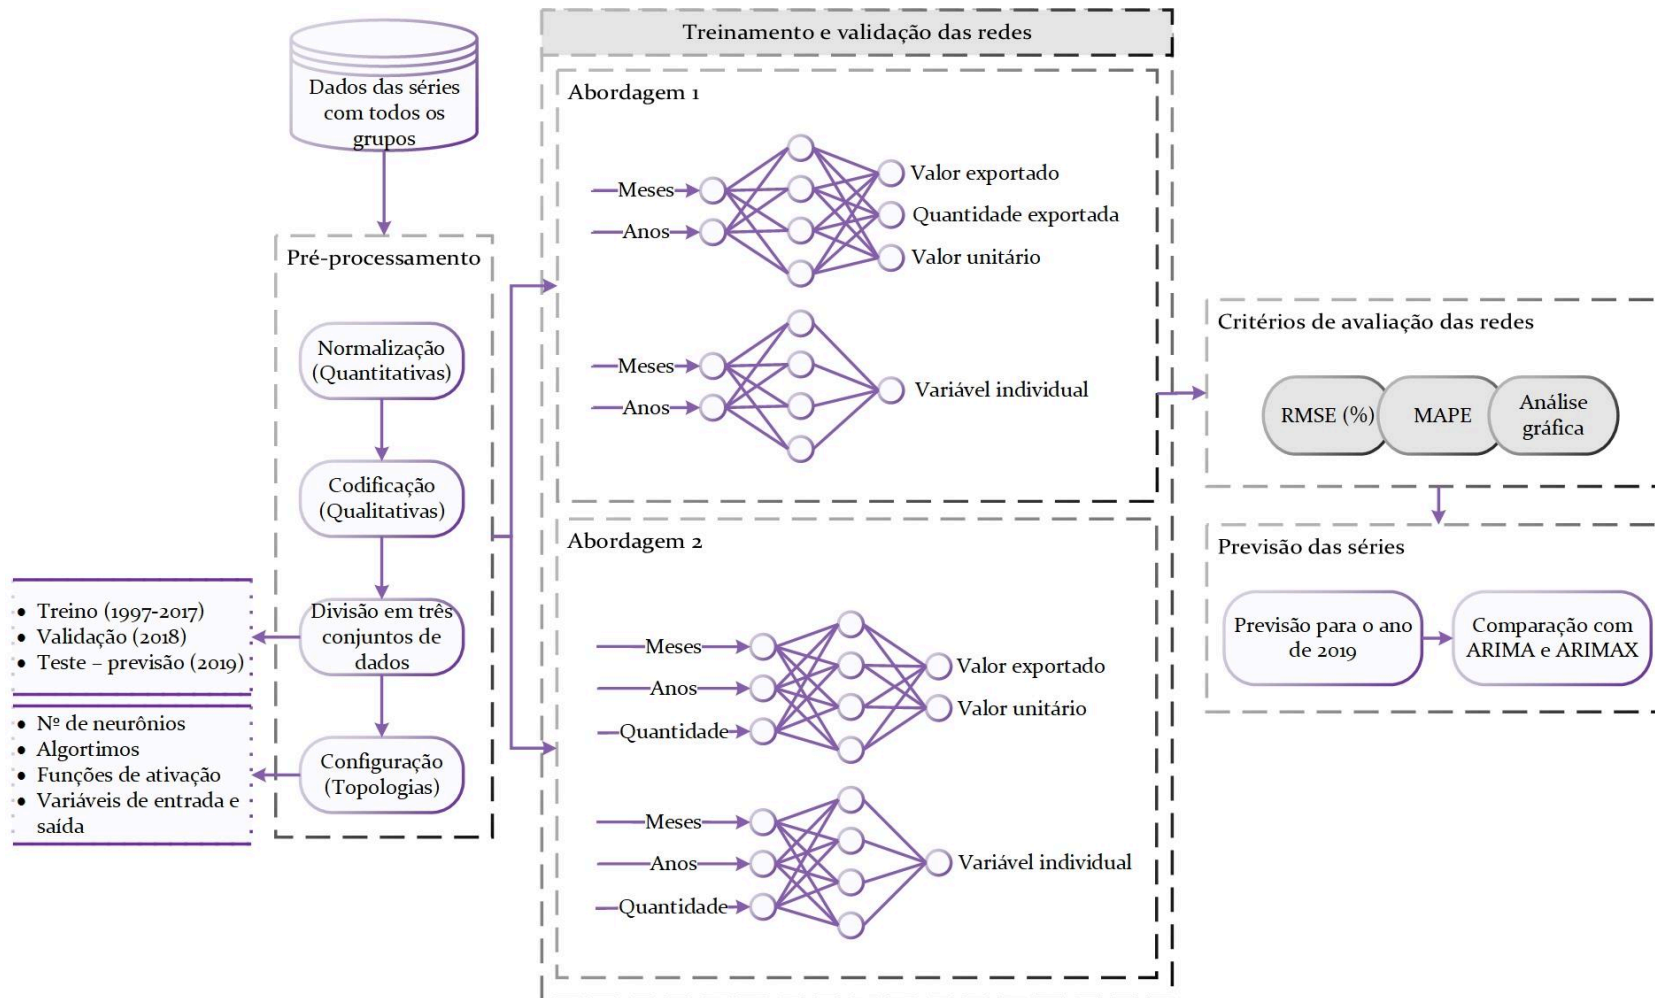 Dados das séries
com todos os
grupos
Pré-processamento
Normalização
(Quantitativas)
Codificação
(Qualitativas)
Divisão em três
conjuntos de
dados
Configuração
(Topologias)
• Treino (1997-2017)
• Validação (2018)
• Teste – previsão (2019)
• Nº de neurônios
• Algortimos
• Funções de ativação
• Variáveis de entrada e
saída
Treinamento e validação das redes
Abordagem 1
Meses
Anos
Valor exportado
Quantidade exportada
Valor unitário
Meses
Anos
Variável individual
Abordagem 2
Meses
Anos
Quantidade
Valor exportado
Valor unitário
Meses
Anos
Quantidade
Variável individual
Critérios de avaliação das redes
RMSE (%)
MAPE
Análise
gráfica
Previsão das séries
Previsão para o ano
de 2019
Comparação com
ARIMA e ARIMAX